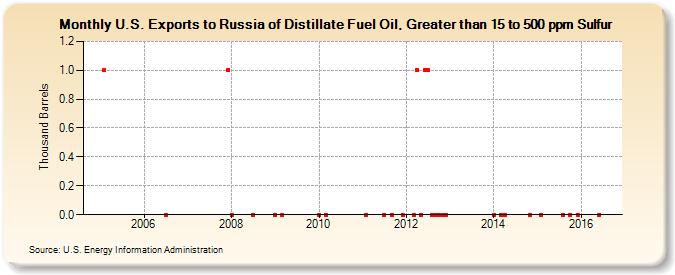 Monthly U.S. Exports to Russia of Distillate Fuel Oil, Greater than 15 to 500 ppm Sulfur
1.2
1.0
0.8
0.6
0.4
0.2
0.0
Thousand Barrels
2006 2008 2010 2012 2014 2016
Source: U.S. Energy Information Administration